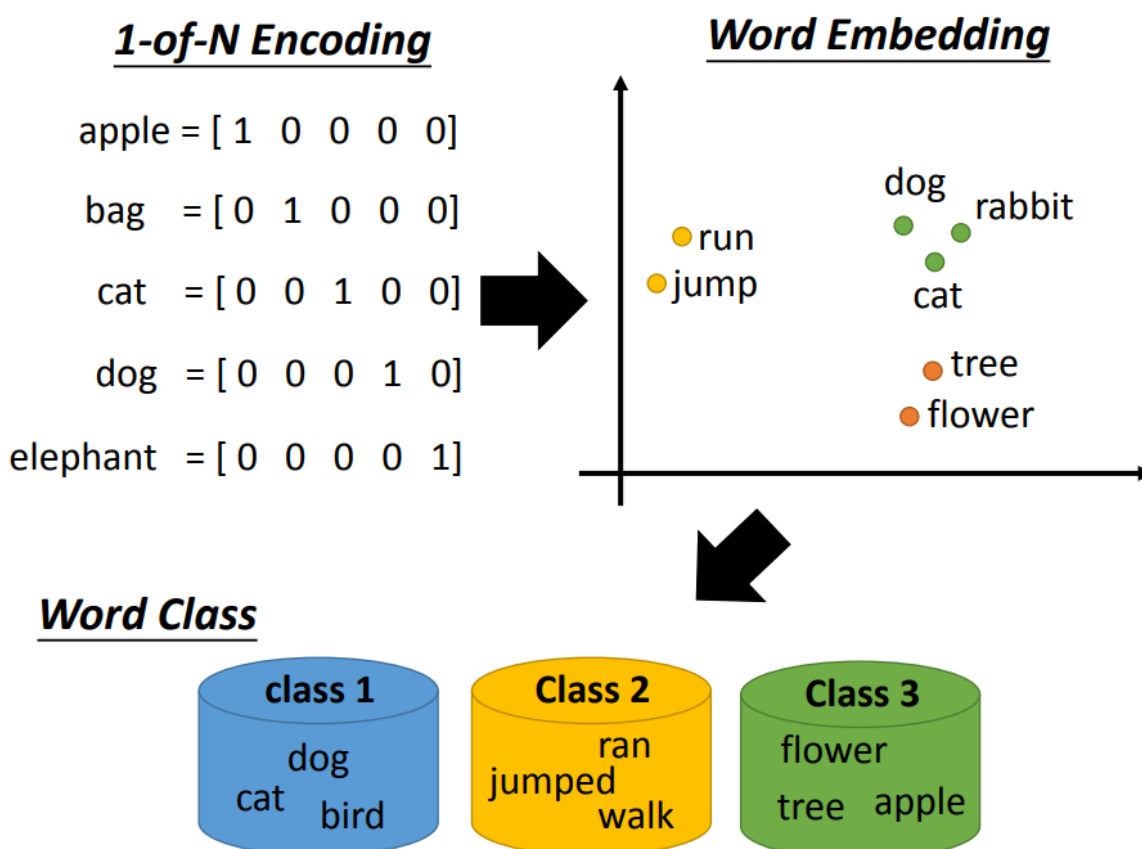 1-of-N Encoding
apple = [ 1 0 0 0 0]
bag = [ 0 1 0 0 0]
cat = [ 0 0 1 0 0]
dog = [ 0 0 0 1 0]
elephant = [ 0 0 0 0 1]
Word Embedding
dog
rabbit
run
jump
cat
tree
flower
Word Class
class 1
dog
cat
bird
Class 2
ran
jumped
walk
Class 3
flower
tree apple